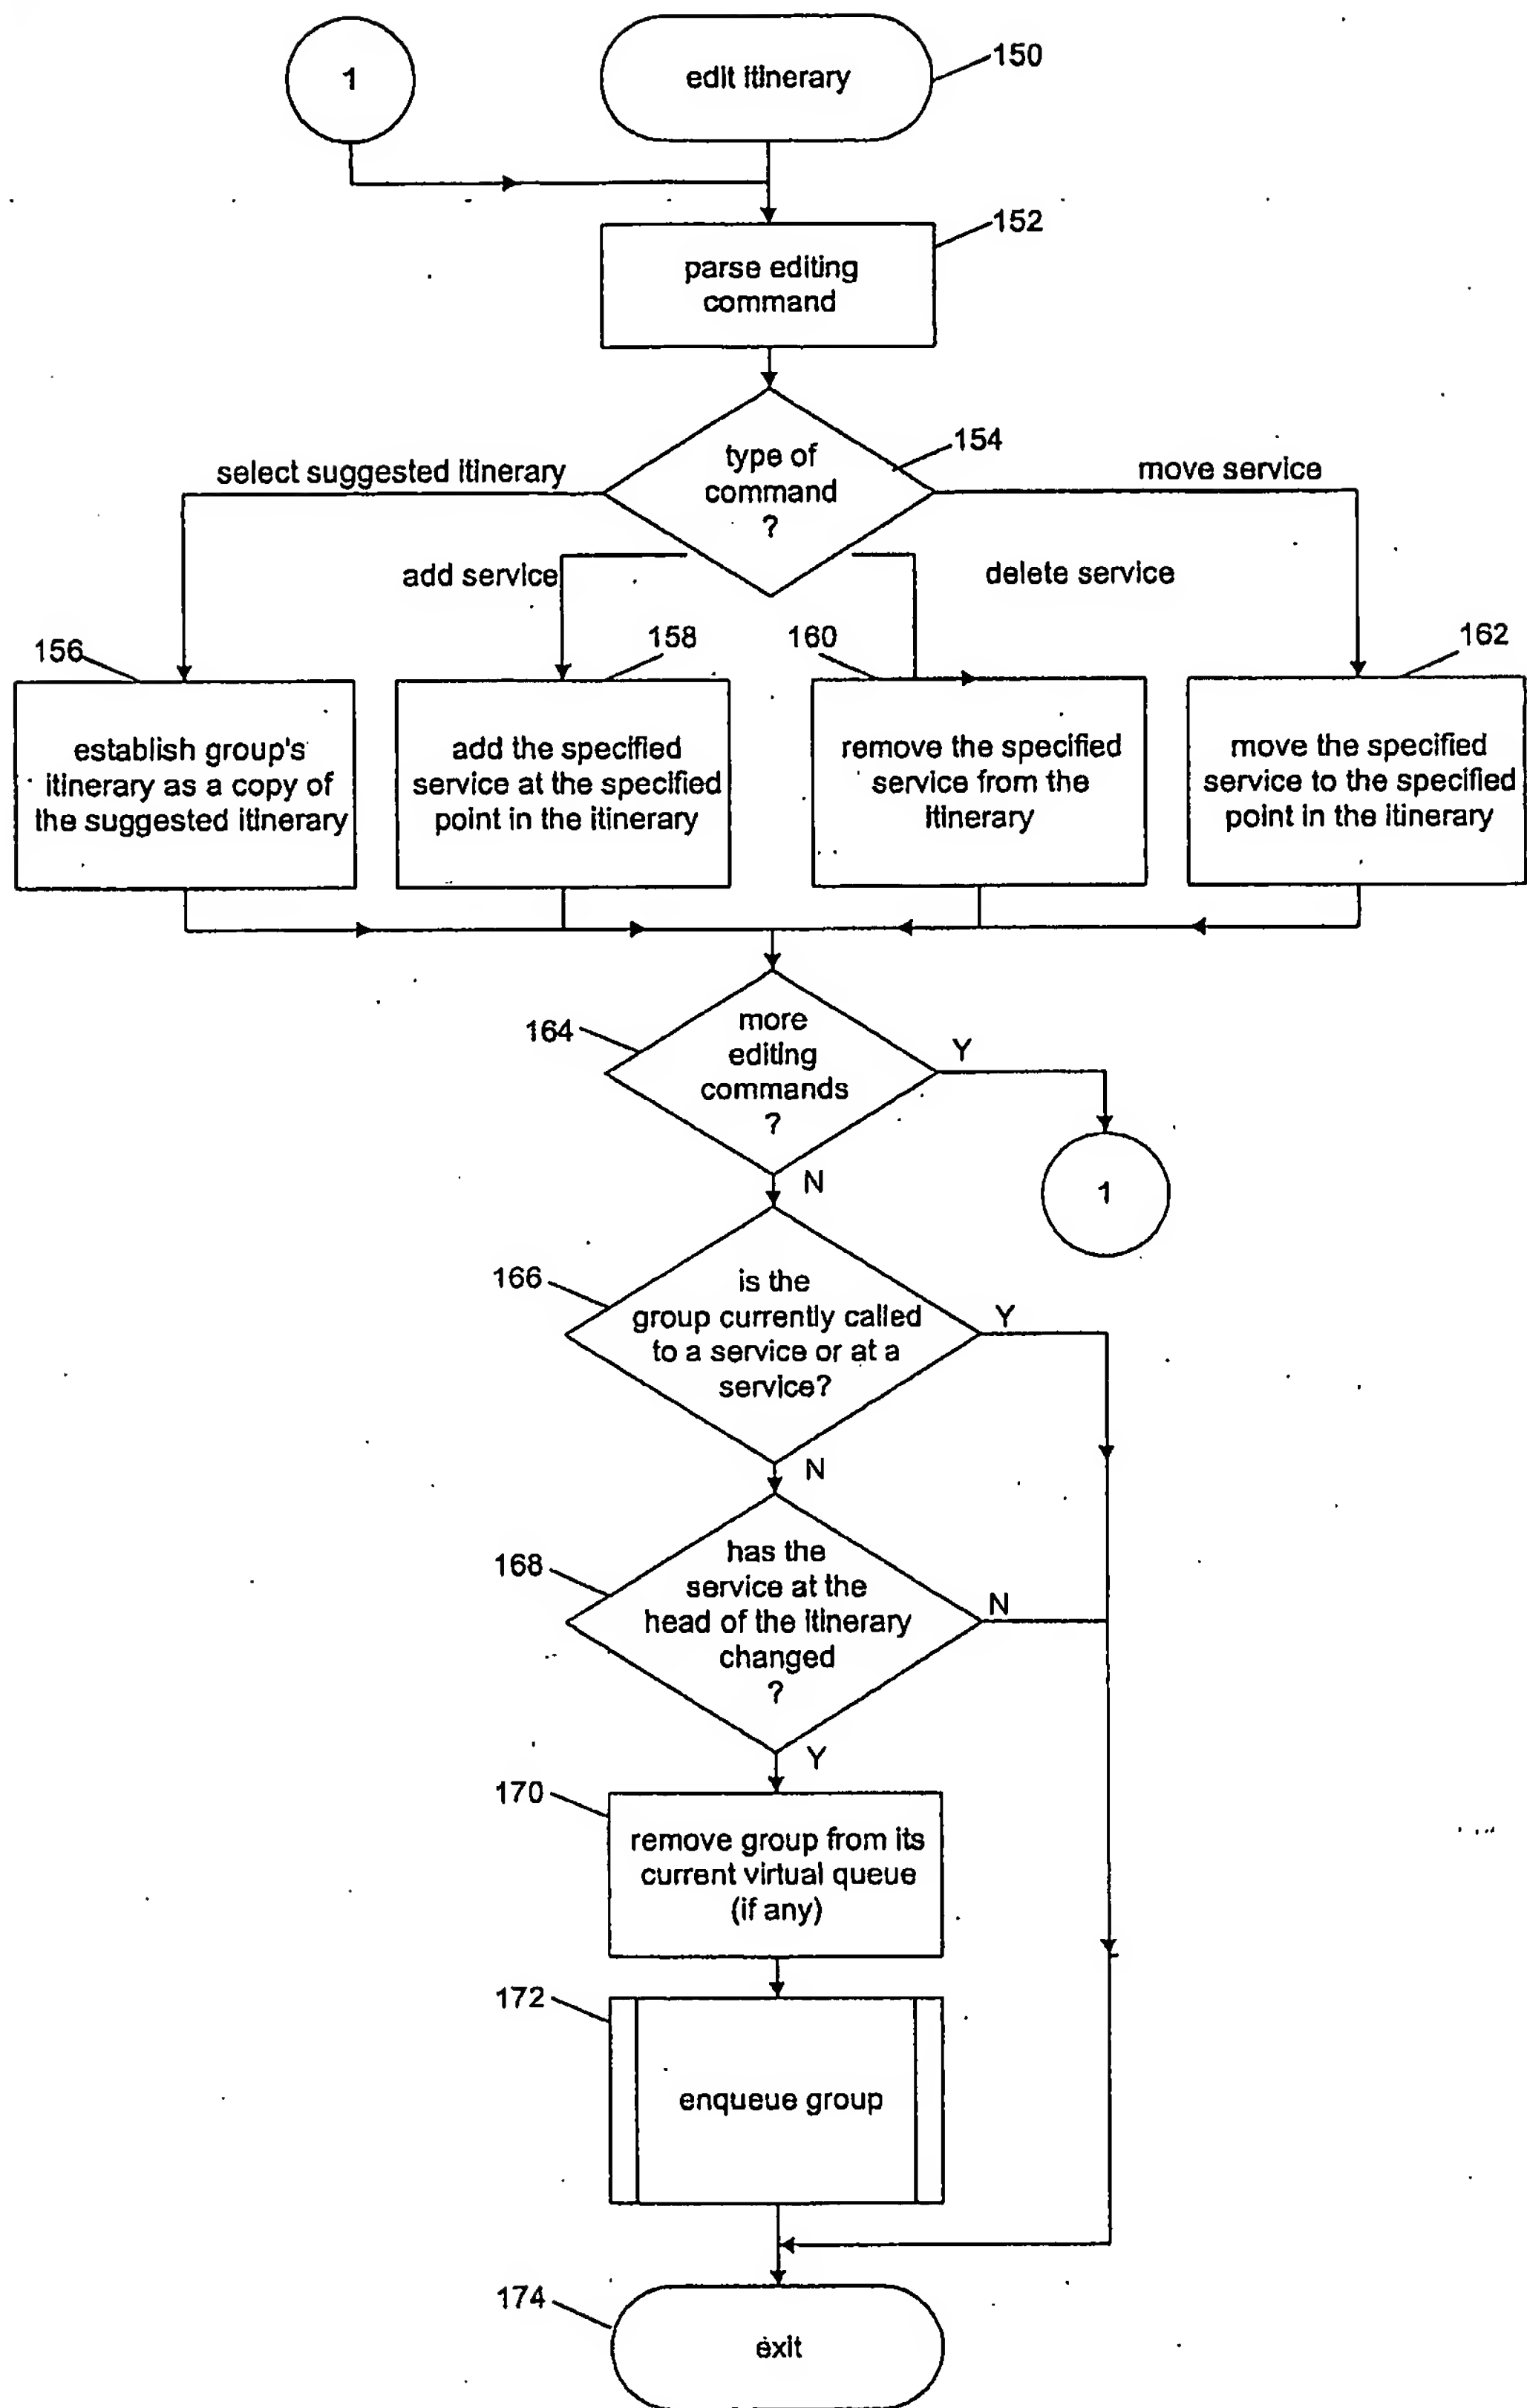 1
edit itinerary
150
152
parse editing
command
154
type of
command
?
select suggested itinerary
move service
add service
delete service
156
158
160
162
establish group's
itinerary as a copy of
the suggested itinerary
add the specified
service at the specified
point in the itinerary
remove the specified
service from the
itinerary
move the specified
service to the specified
point in the itinerary
164
more
editing
commands
?
Y
N
1
166
is the
group currently called
to a service or at a
service?
Y
N
168
has the
service at the
head of the itinerary
changed
?
N
Y
170
remove group from its
current virtual queue
(if any)
172
enqueue group
174
exit